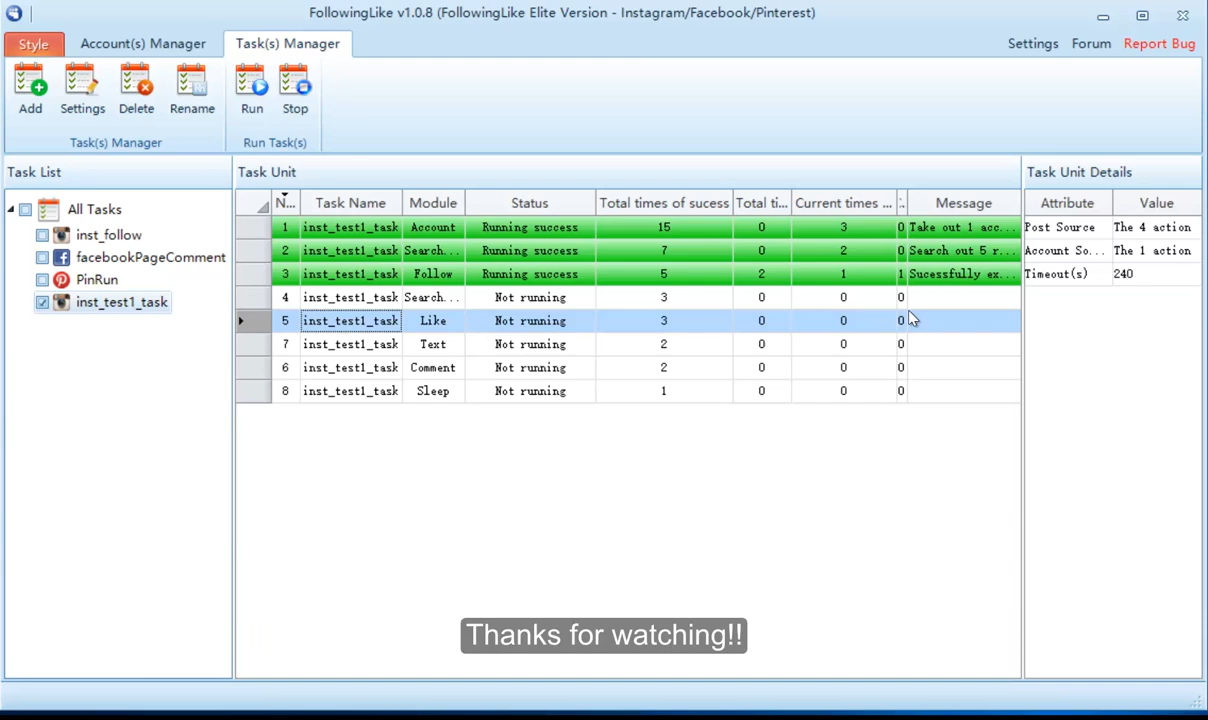 FollowingLike v1.0.8 (FollowingLike Elite Version - Instagram/Facebook/Pinterest)
Style Account(s) Manager Task(s) Manager Settings Forum Report Bug
Add Settings Delete Rename Run Stop
Task(s) Manager Run Task(s)
Task List Task Unit Task Unit Details
N... Task Name Module Status Total times of sucess Total ti... Current times ... Message Attribute Value
All Tasks
inst_follow
facebookPageComment
PinRun
inst_test1_task
1 inst_test1_task Account Running success 15 0 3 0 Take out 1 acc... Post Source The 4 action
2 inst_test1_task Search... Running success 7 0 2 0 Search out 5 r... Account So... The 1 action
3 inst_test1_task Follow Running success 5 2 1 1 Sucessfully ex... Timeout(s) 240
4 inst_test1_task Search... Not running 3 0 0 0
5 inst_test1_task Like Not running 3 0 0 0
7 inst_test1_task Text Not running 2 0 0 0
6 inst_test1_task Comment Not running 2 0 0 0
8 inst_test1_task Sleep Not running 1 0 0 0
Thanks for watching!!